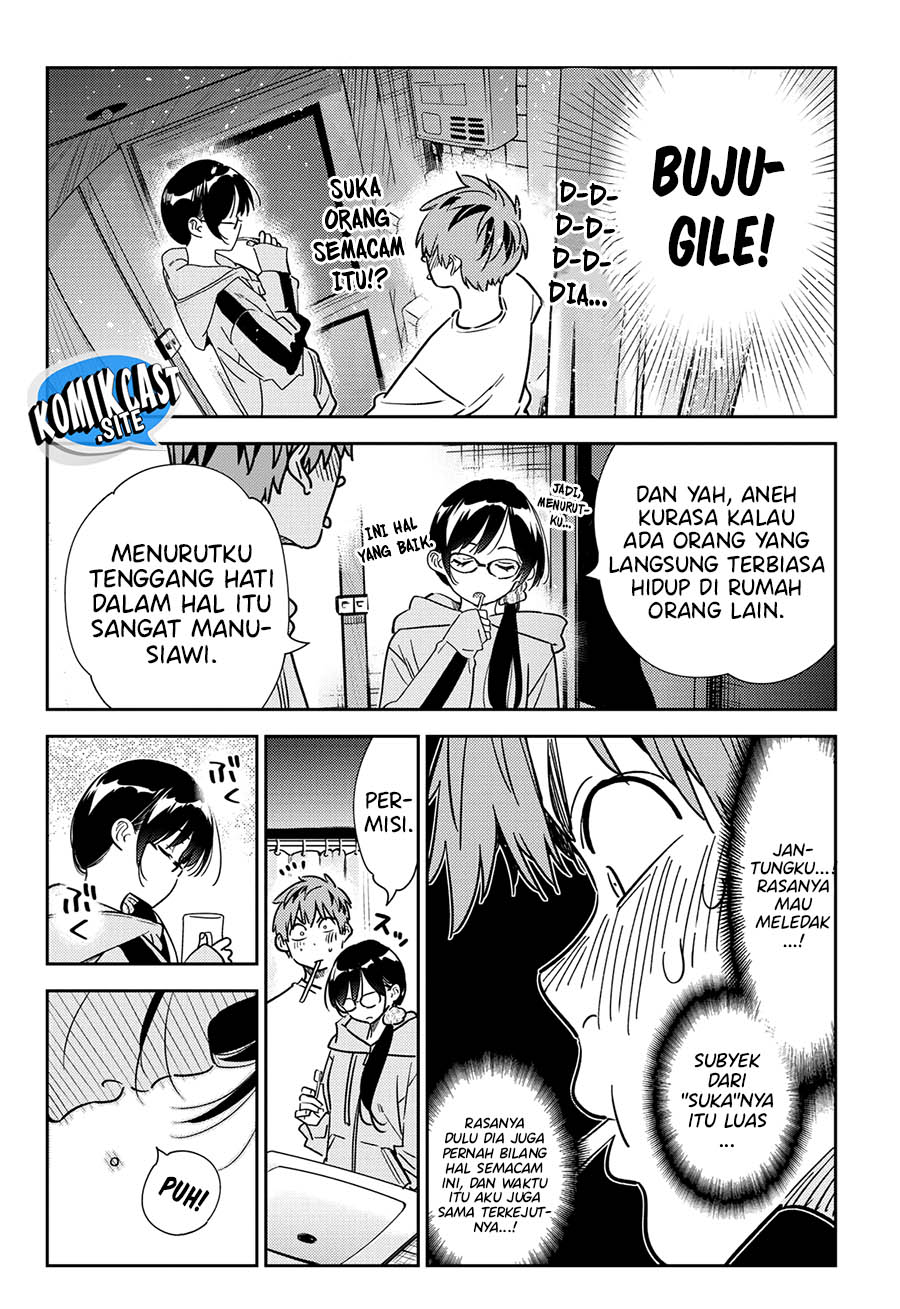 BUJU-
GILE!
D-D-
D-D-
D-D-
DIA...
SUKA
ORANG
SEMACAM
ITU!?
KOMIKCAST
.SITE
DAN YAH, ANEH
KURASA KALAU
ADA ORANG YANG
LANGSUNG TERBIASA
HIDUP DI RUMAH
ORANG LAIN.
JADI,
MENURUT-
KU...
INI HAL
YANG BAIK.
MENURUTKU
TENGGANG HATI
DALAM HAL ITU
SANGAT MANU-
SIAWI.
JAN-
TUNGKU...!
RASANYA
MAU
MELEDAK
...!
SUBYEK
DARI
"SUKA"NYA
ITU LUAS
...
RASANYA
DULU DIA JUGA
PERNAH BILANG
HAL SEMACAM
INI, DAN WAKTU
ITU AKU JUGA
SAMA TERKEJUT-
NYA...!
PER-
MISI.
スッ
ぶく
ぶく
PUH!